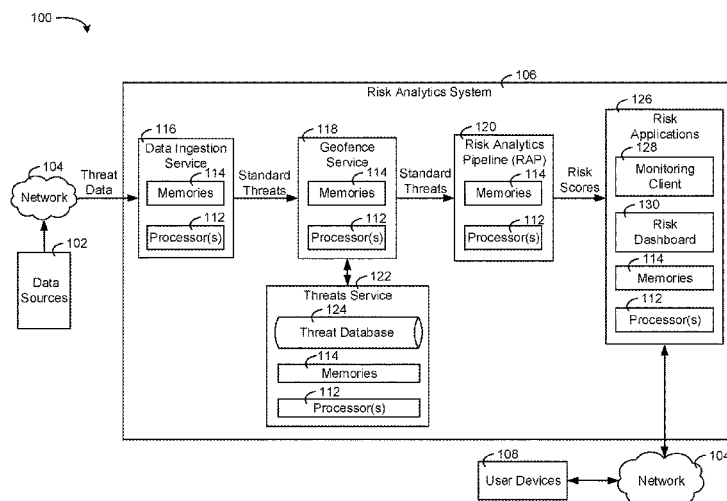 100
106
Risk Analytics System
116
Data Ingestion
Service
114
Memories
112
Processor(s)
118
Geofence
Service
114
Memories
112
Processor(s)
120
Risk Analytics
Pipeline (RAP)
114
Memories
112
Processor(s)
126
Risk
Applications
128
Monitoring
Client
130
Risk
Dashboard
114
Memories
112
Processor(s)
104
Network
Threat
Data
Standard
Threats
Standard
Threats
Risk
Scores
102
Data
Sources
122
Threats Service
124
Threat Database
114
Memories
112
Processor(s)
108
User Devices
104
Network